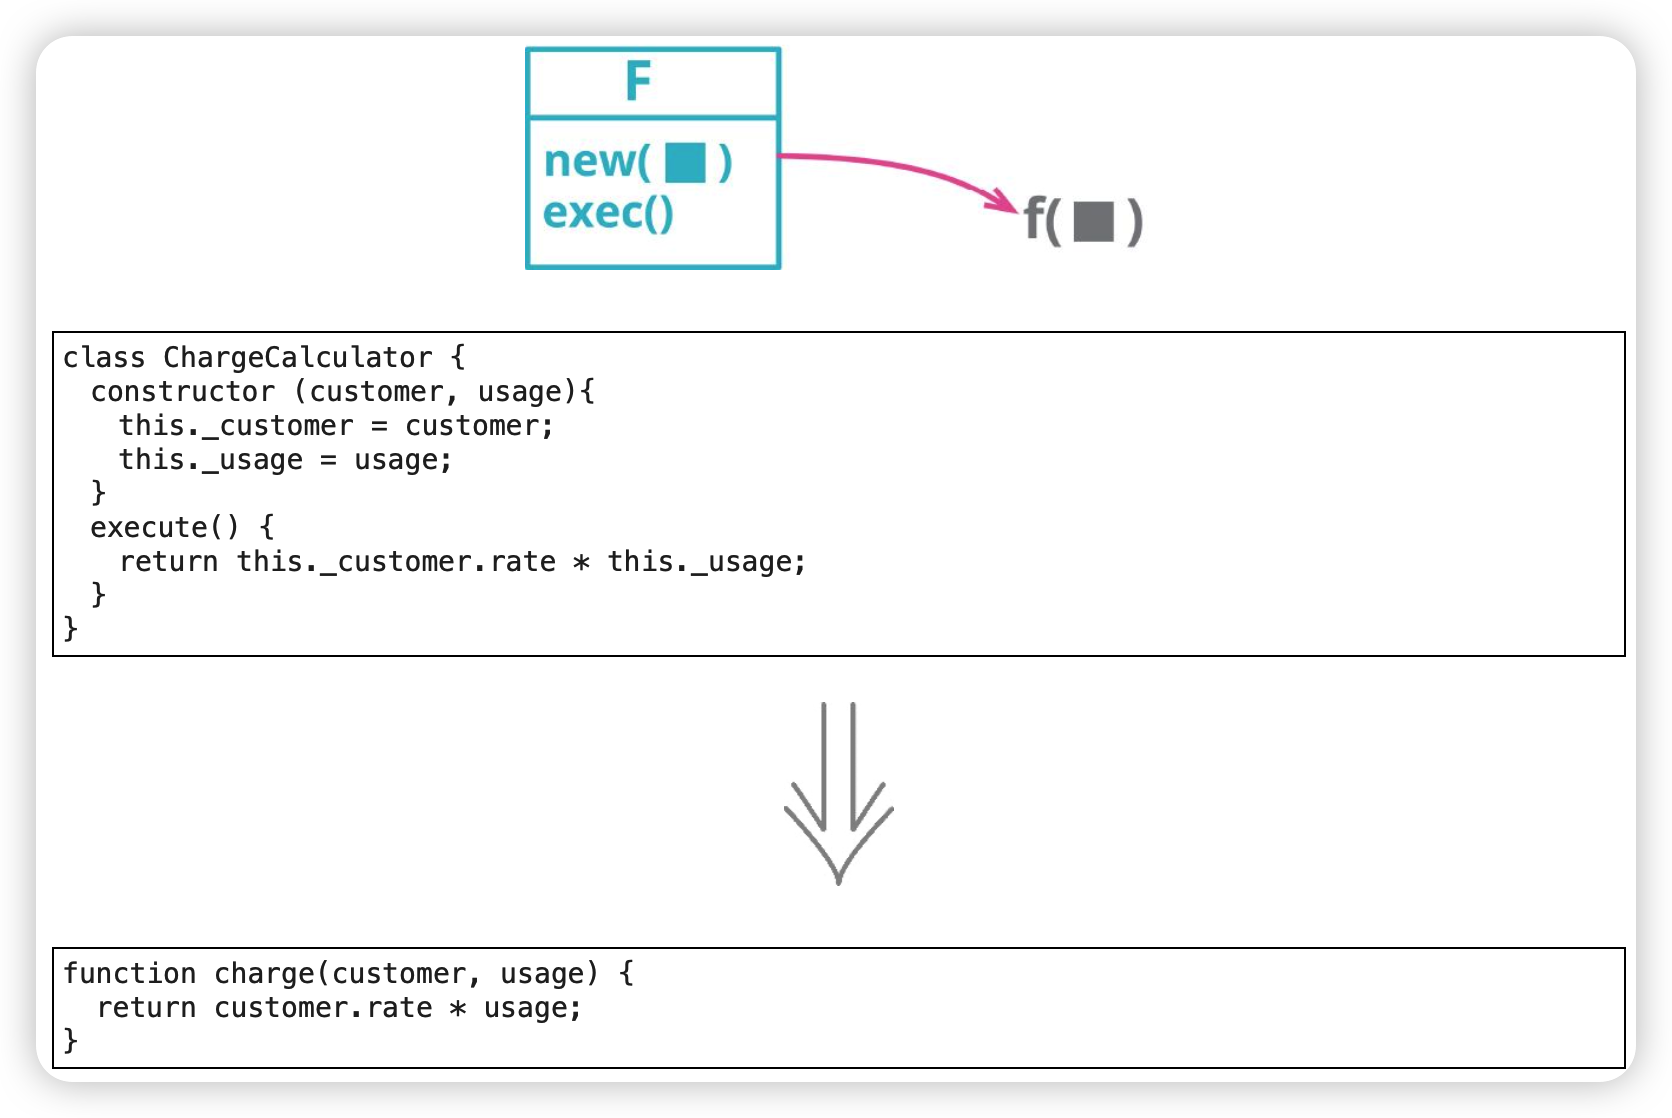 F
new( ■ )
exec()
f( ■ )
class ChargeCalculator {
  constructor (customer, usage){
    this._customer = customer;
    this._usage = usage;
  }
  execute() {
    return this._customer.rate * this._usage;
  }
}
function charge(customer, usage) {
  return customer.rate * usage;
}